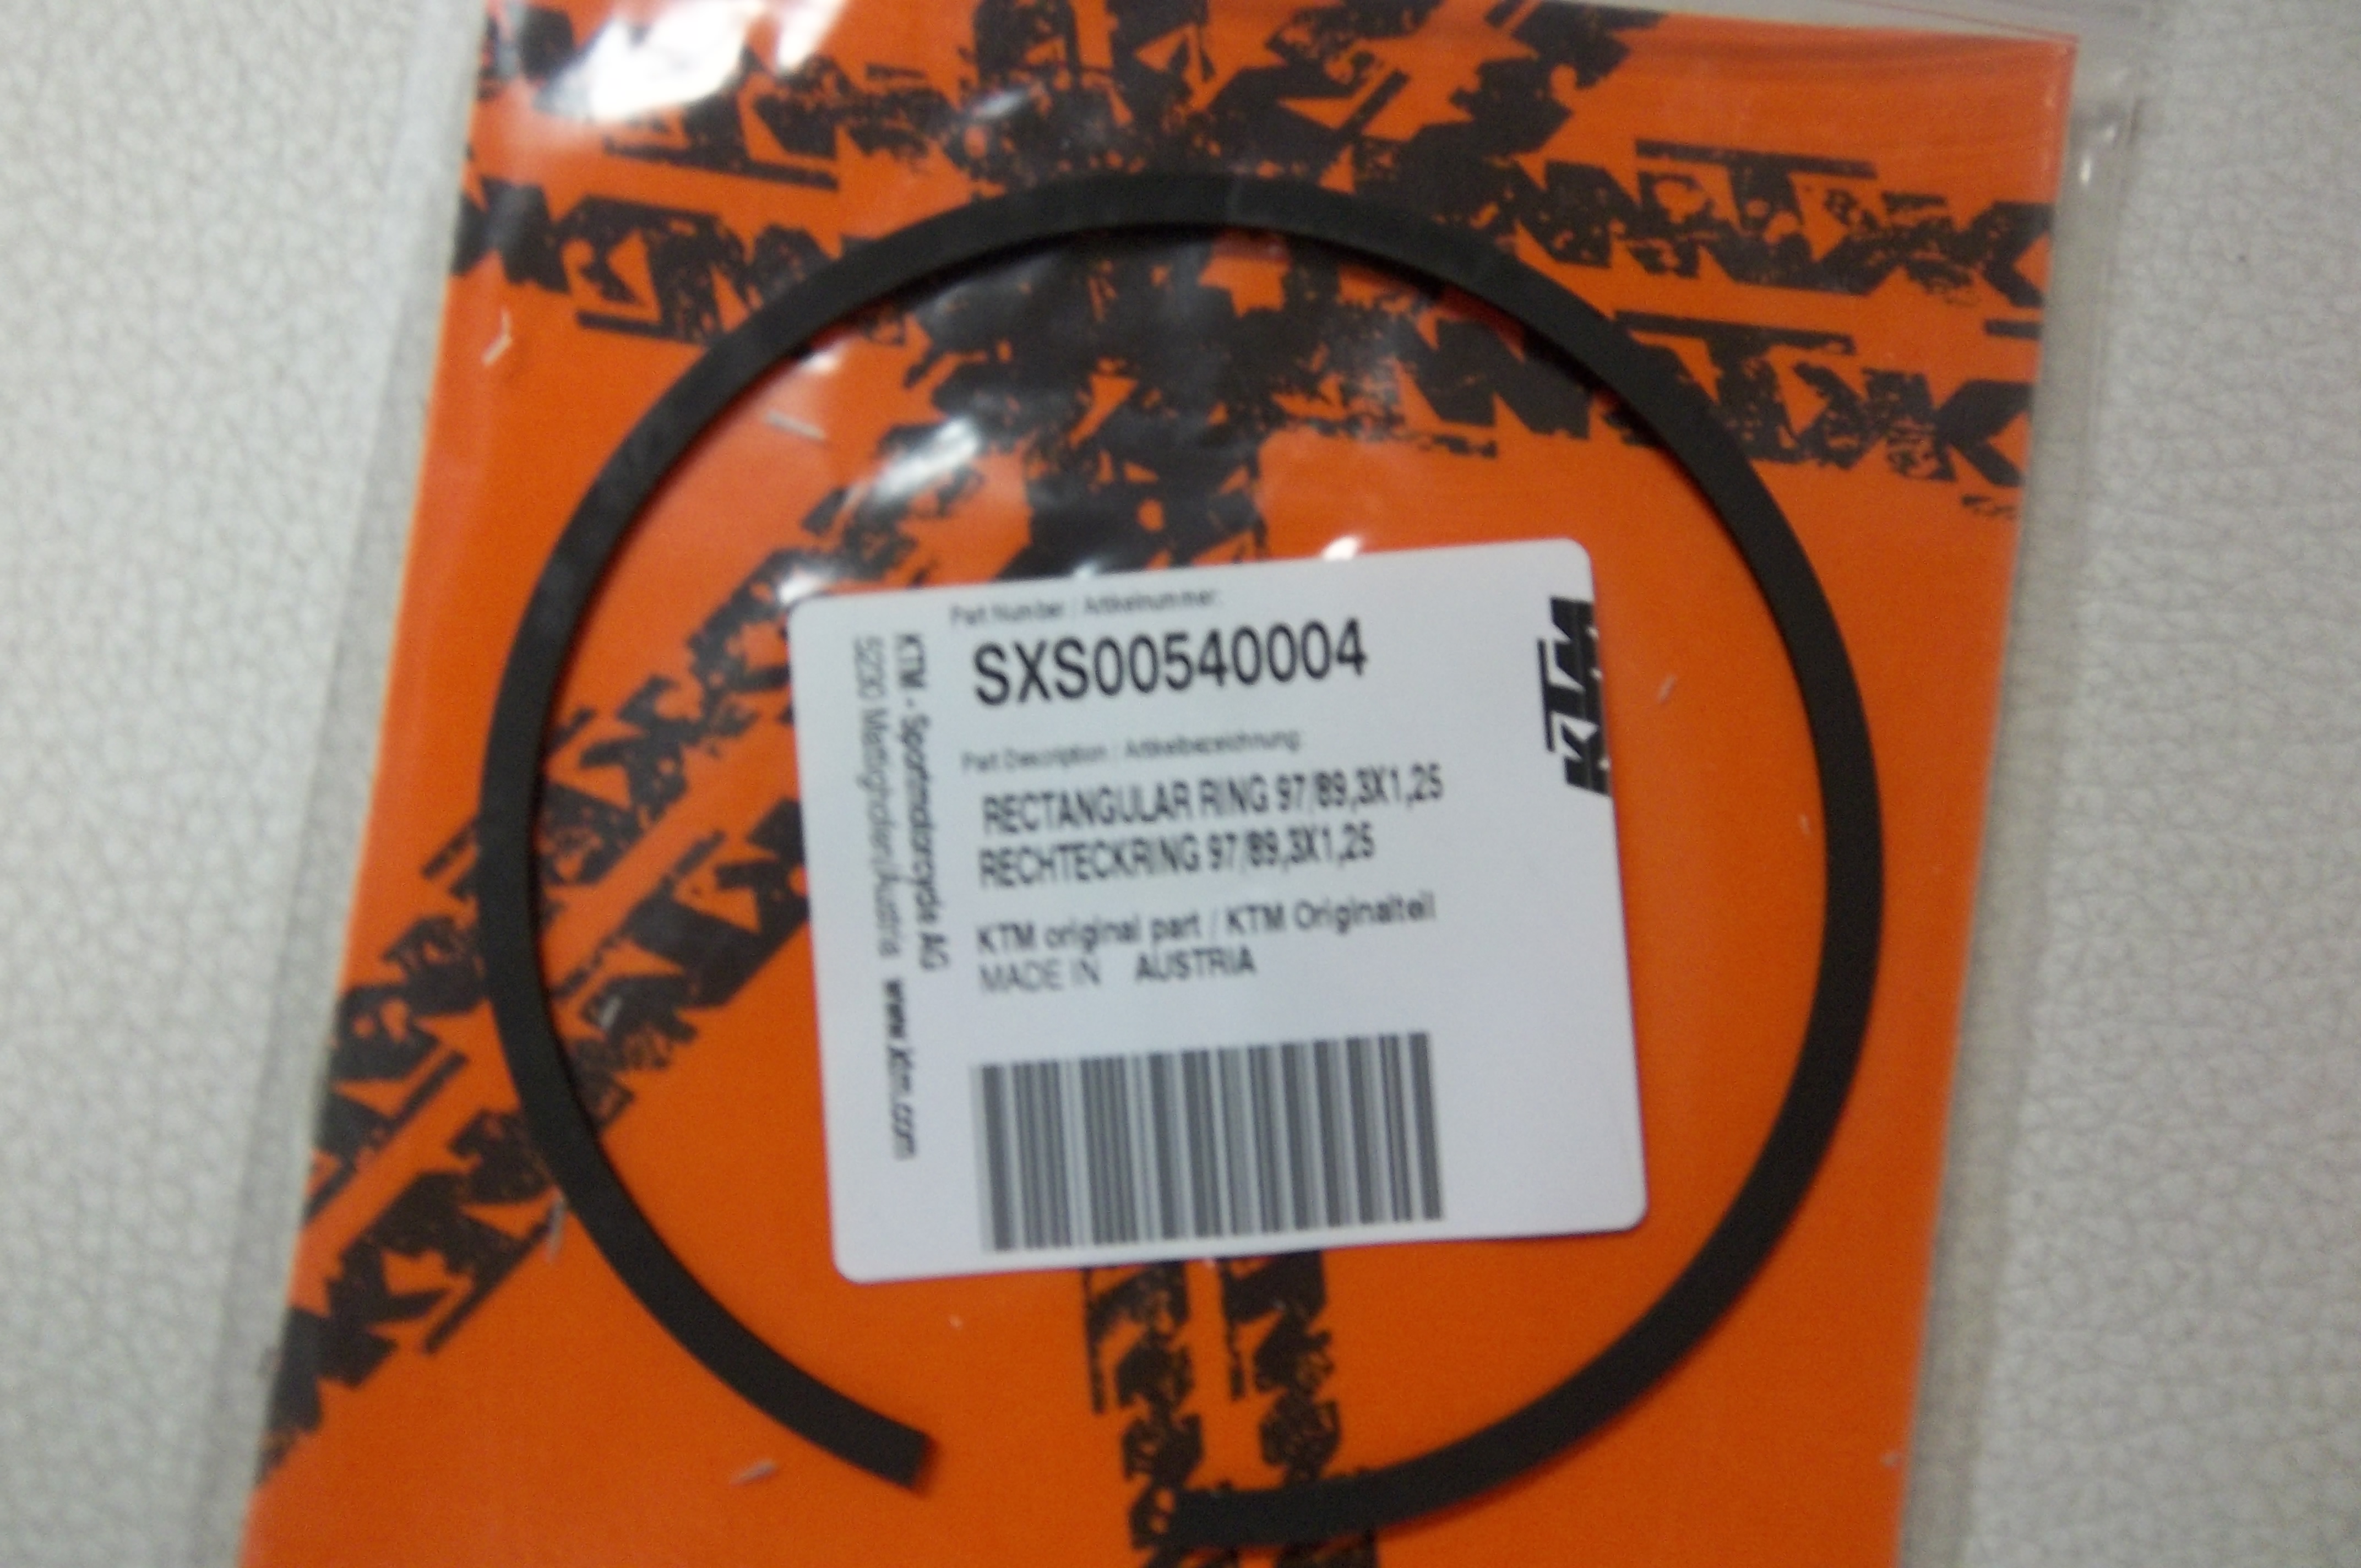 Part Number / Artikelnummer:
SXS00540004
Part Description / Artikelbezeichnung:
RECTANGULAR RING 97/89,3X1,25
RECHTECKRING 97/89,3X1,25
KTM original part / KTM Originalteil
MADE IN AUSTRIA
KTM - Sportmotorcycle AG
5230 Mattighofen/Austria www.ktm.com
KTM